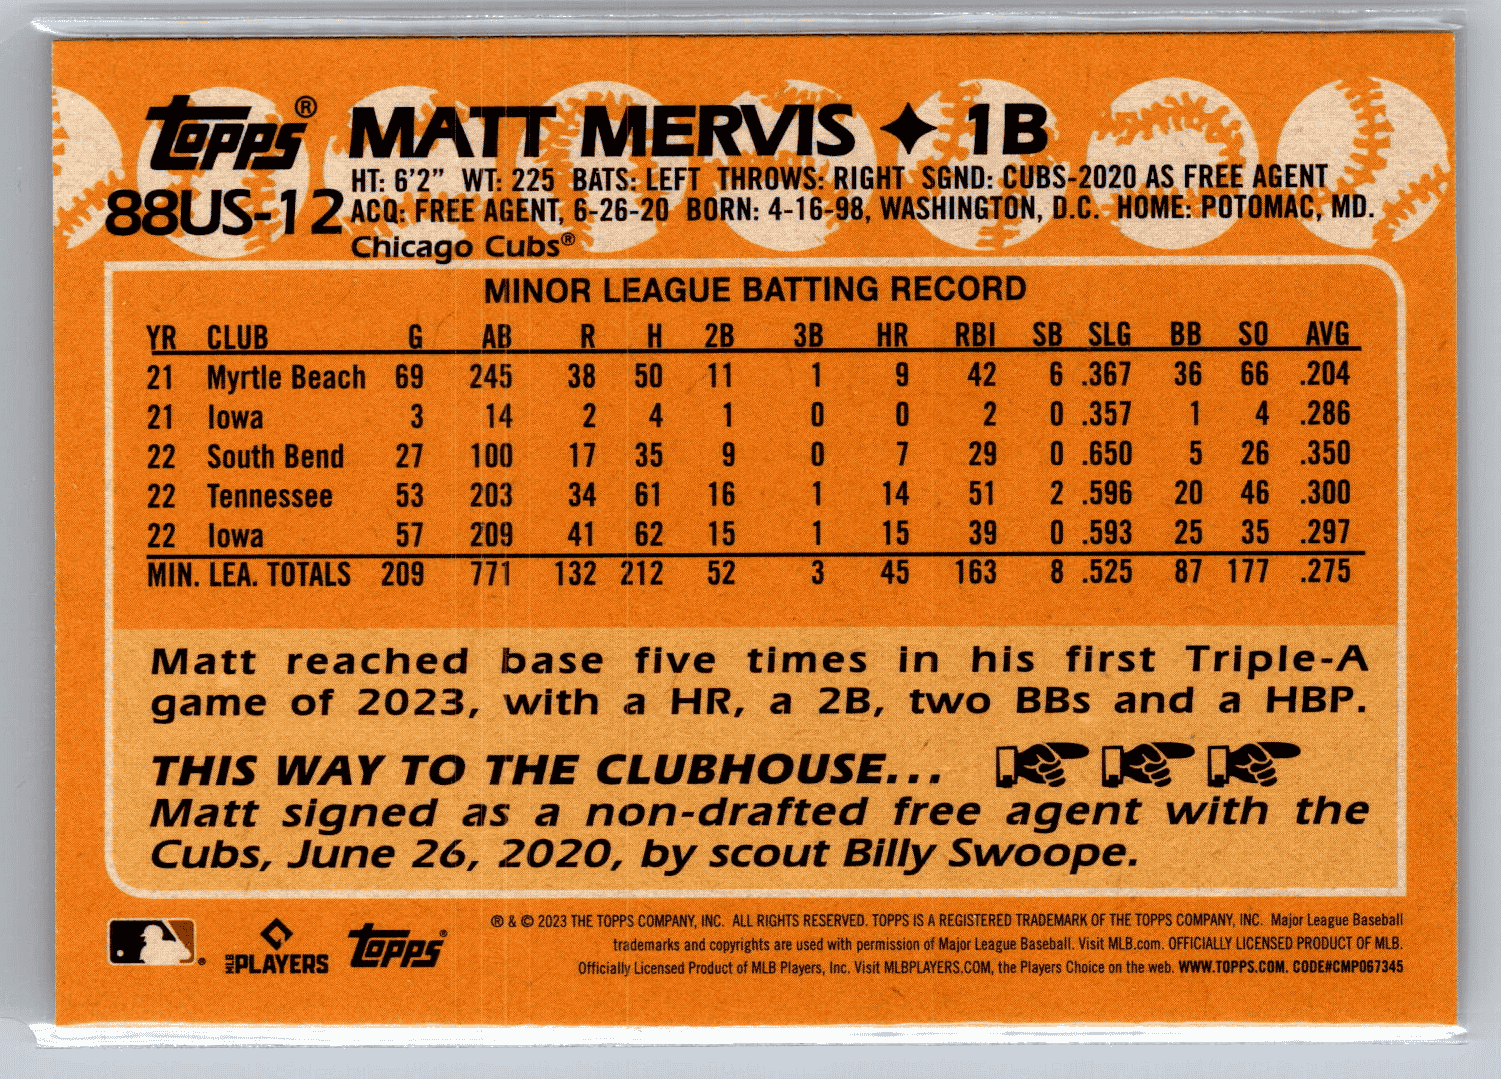 Topps® MATT MERVIS ✦ 1B
88US-12 HT: 6'2" WT: 225 BATS: LEFT THROWS: RIGHT SGND: CUBS-2020 AS FREE AGENT
ACQ: FREE AGENT, 6-26-20 BORN: 4-16-98, WASHINGTON, D.C. HOME: POTOMAC, MD.
Chicago Cubs®
MINOR LEAGUE BATTING RECORD
YR CLUB G AB R H 2B 3B HR RBI SB SLG BB SO AVG
21 Myrtle Beach 69 245 38 50 11 1 9 42 6 .367 36 66 .204
21 Iowa 3 14 2 4 1 0 0 2 0 .357 1 4 .286
22 South Bend 27 100 17 35 9 0 7 29 0 .650 5 26 .350
22 Tennessee 53 203 34 61 16 1 14 51 2 .596 20 46 .300
22 Iowa 57 209 41 62 15 1 15 39 0 .593 25 35 .297
MIN. LEA. TOTALS 209 771 132 212 52 3 45 163 8 .525 87 177 .275
Matt reached base five times in his first Triple-A
game of 2023, with a HR, a 2B, two BBs and a HBP.
THIS WAY TO THE CLUBHOUSE...
Matt signed as a non-drafted free agent with the
Cubs, June 26, 2020, by scout Billy Swoope.
MLB PLAYERS Topps®
® & © 2023 THE TOPPS COMPANY, INC. ALL RIGHTS RESERVED. TOPPS IS A REGISTERED TRADEMARK OF THE TOPPS COMPANY, INC. Major League Baseball
trademarks and copyrights are used with permission of Major League Baseball. Visit MLB.com. OFFICIALLY LICENSED PRODUCT OF MLB.
Officially Licensed Product of MLB Players, Inc. Visit MLBPLAYERS.COM, the Players Choice on the web. WWW.TOPPS.COM. CODE#CMP067345